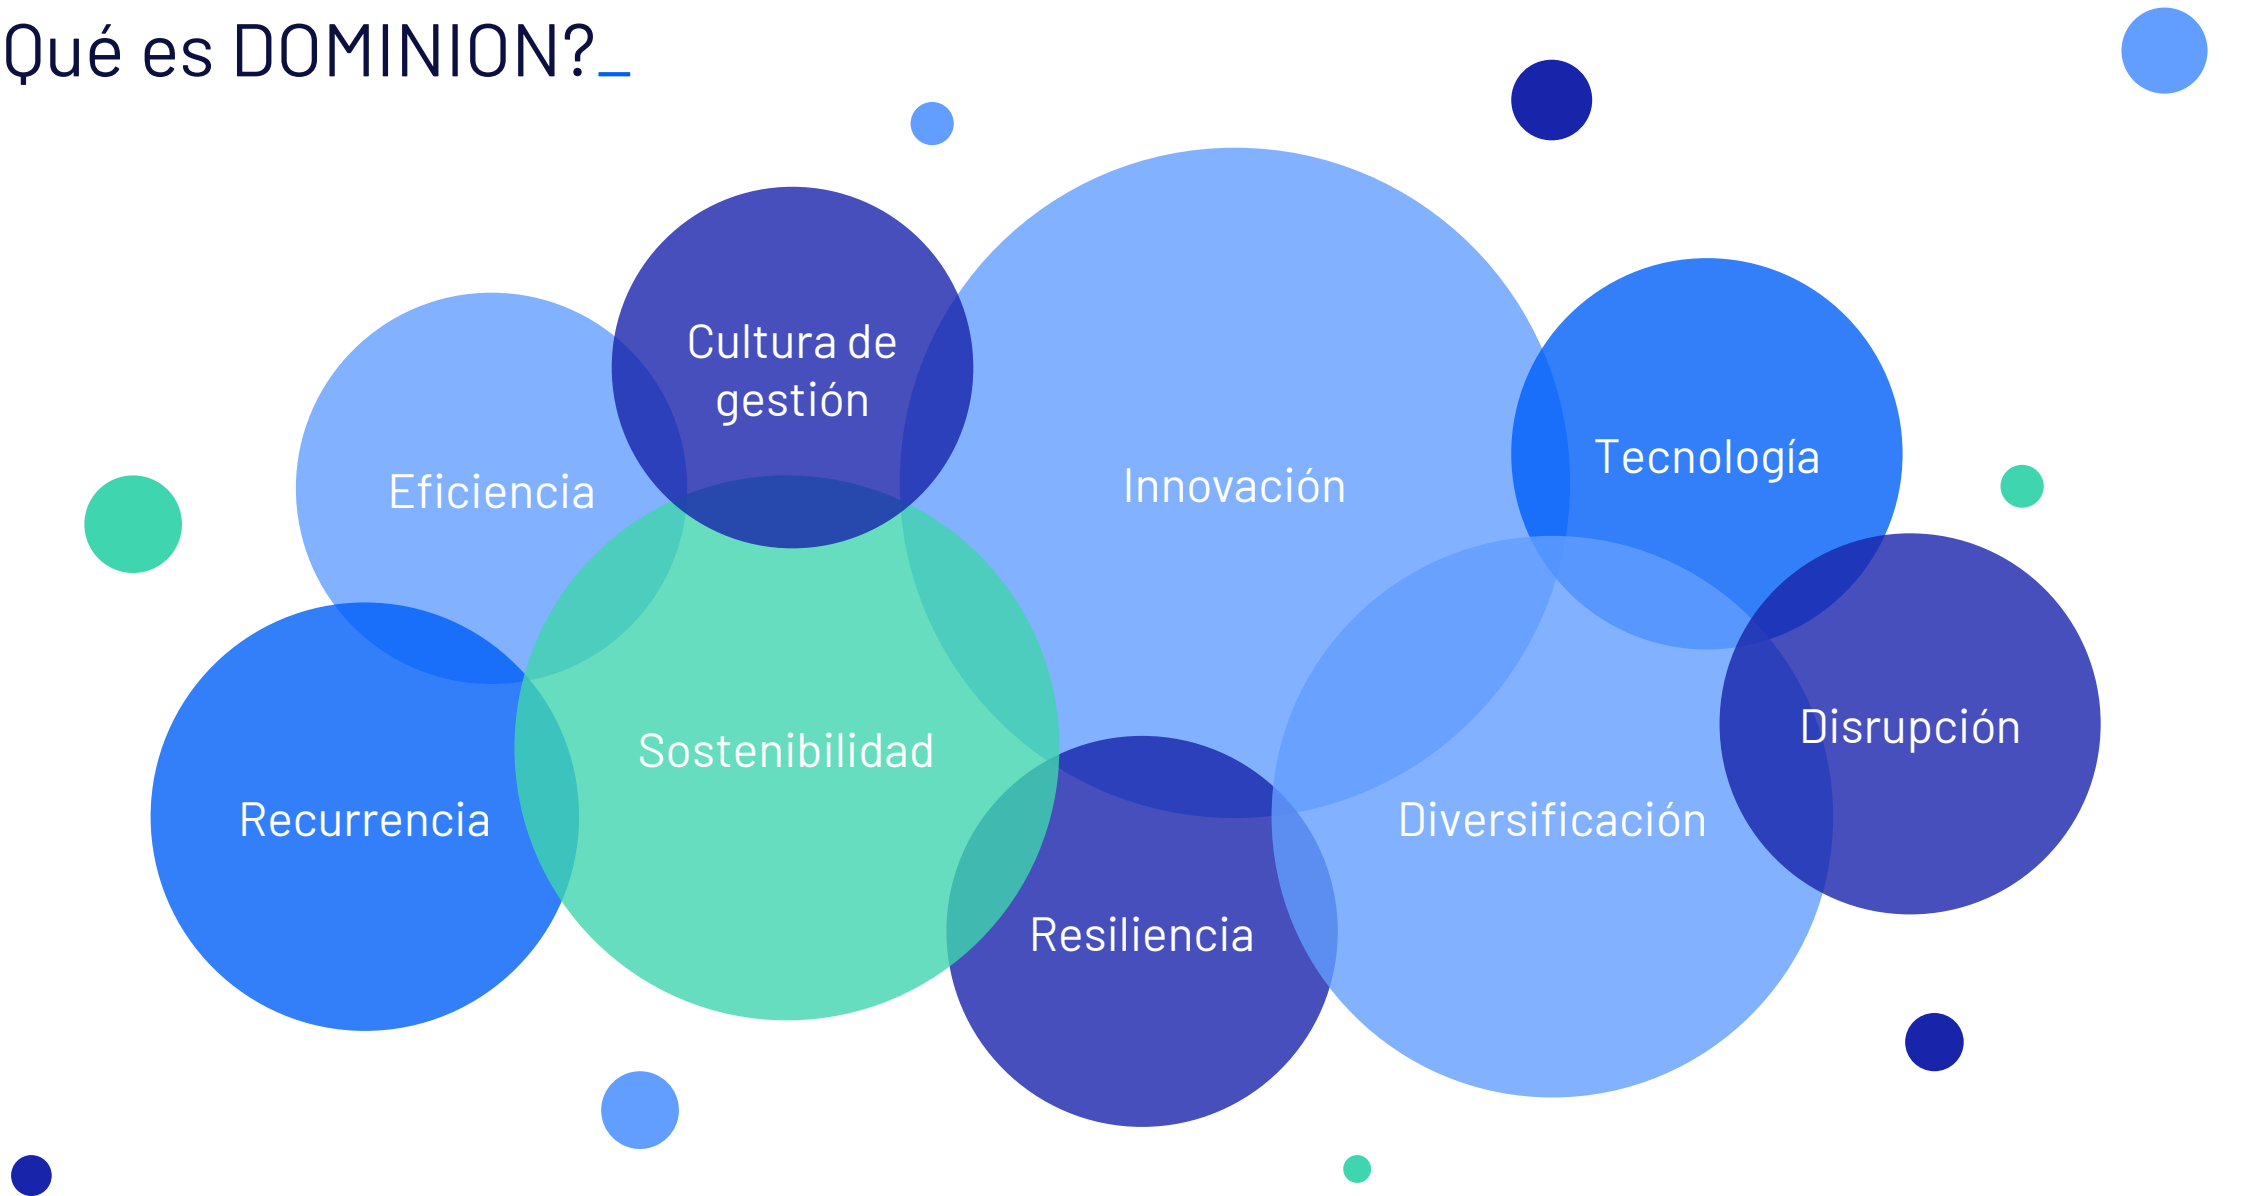 Qué es DOMINION?_
Cultura de
gestión
Eficiencia
Innovación
Tecnología
Sostenibilidad
Recurrencia
Resiliencia
Diversificación
Disrupción